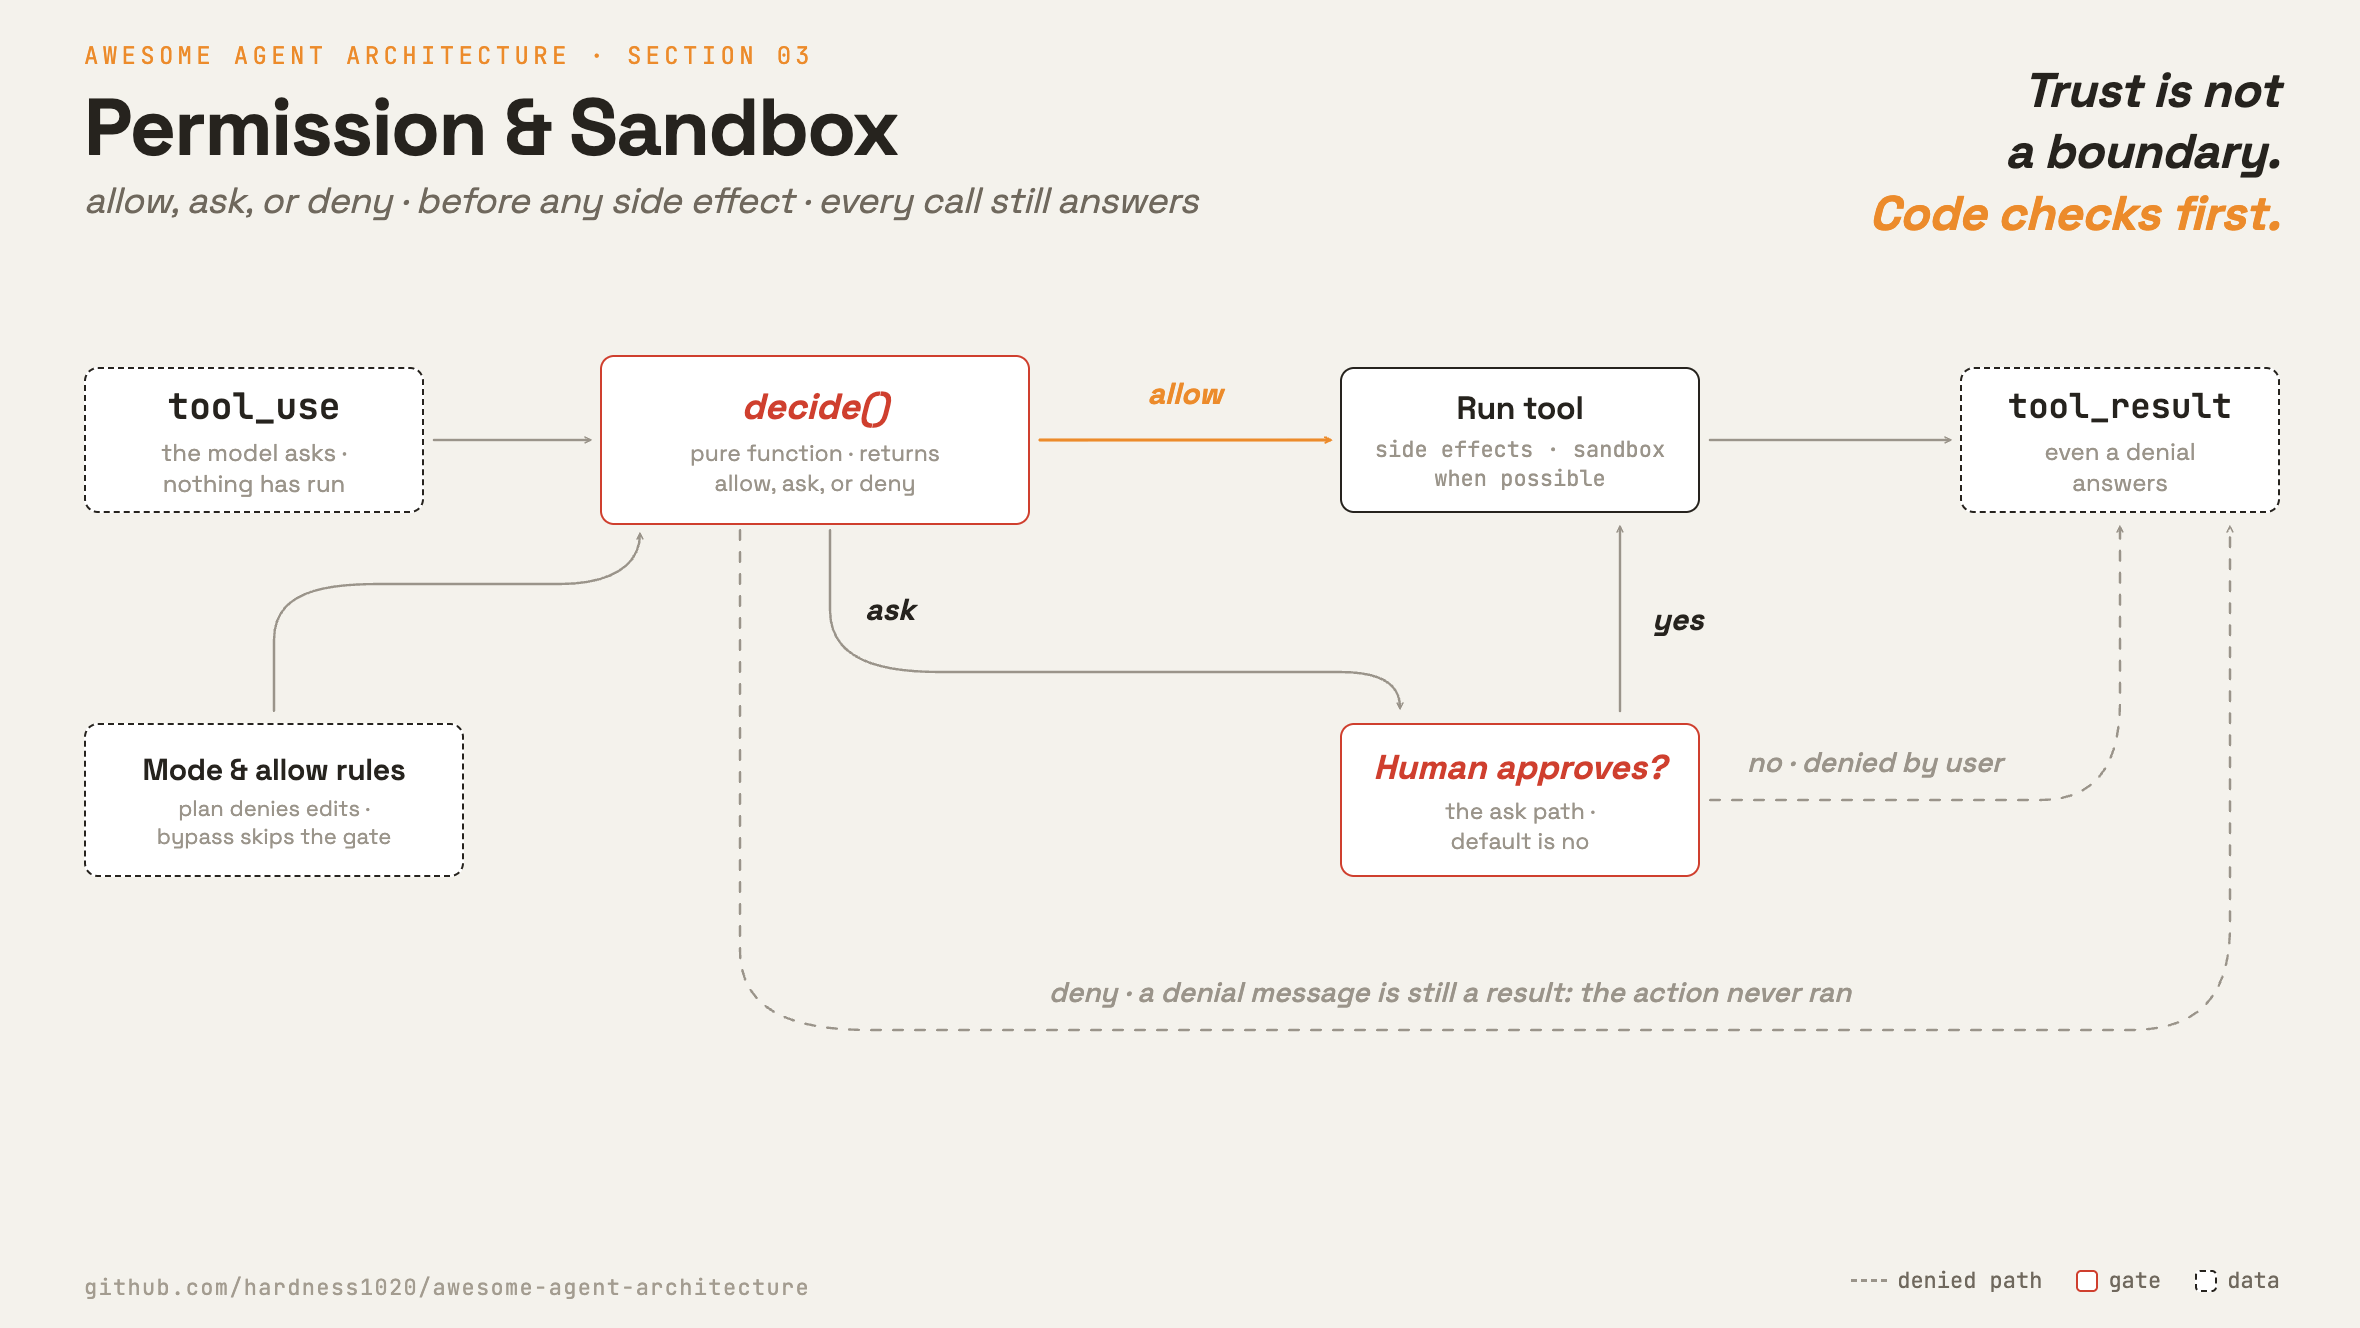 AWESOME AGENT ARCHITECTURE · SECTION 03
Permission & Sandbox
allow, ask, or deny · before any side effect · every call still answers
Trust is not
a boundary.
Code checks first.
tool_use
the model asks ·
nothing has run
decide()
pure function · returns
allow, ask, or deny
allow
Run tool
side effects · sandbox
when possible
tool_result
even a denial
answers
ask
yes
Mode & allow rules
plan denies edits ·
bypass skips the gate
Human approves?
the ask path ·
default is no
no · denied by user
deny · a denial message is still a result: the action never ran
github.com/hardness1020/awesome-agent-architecture
denied path
gate
data